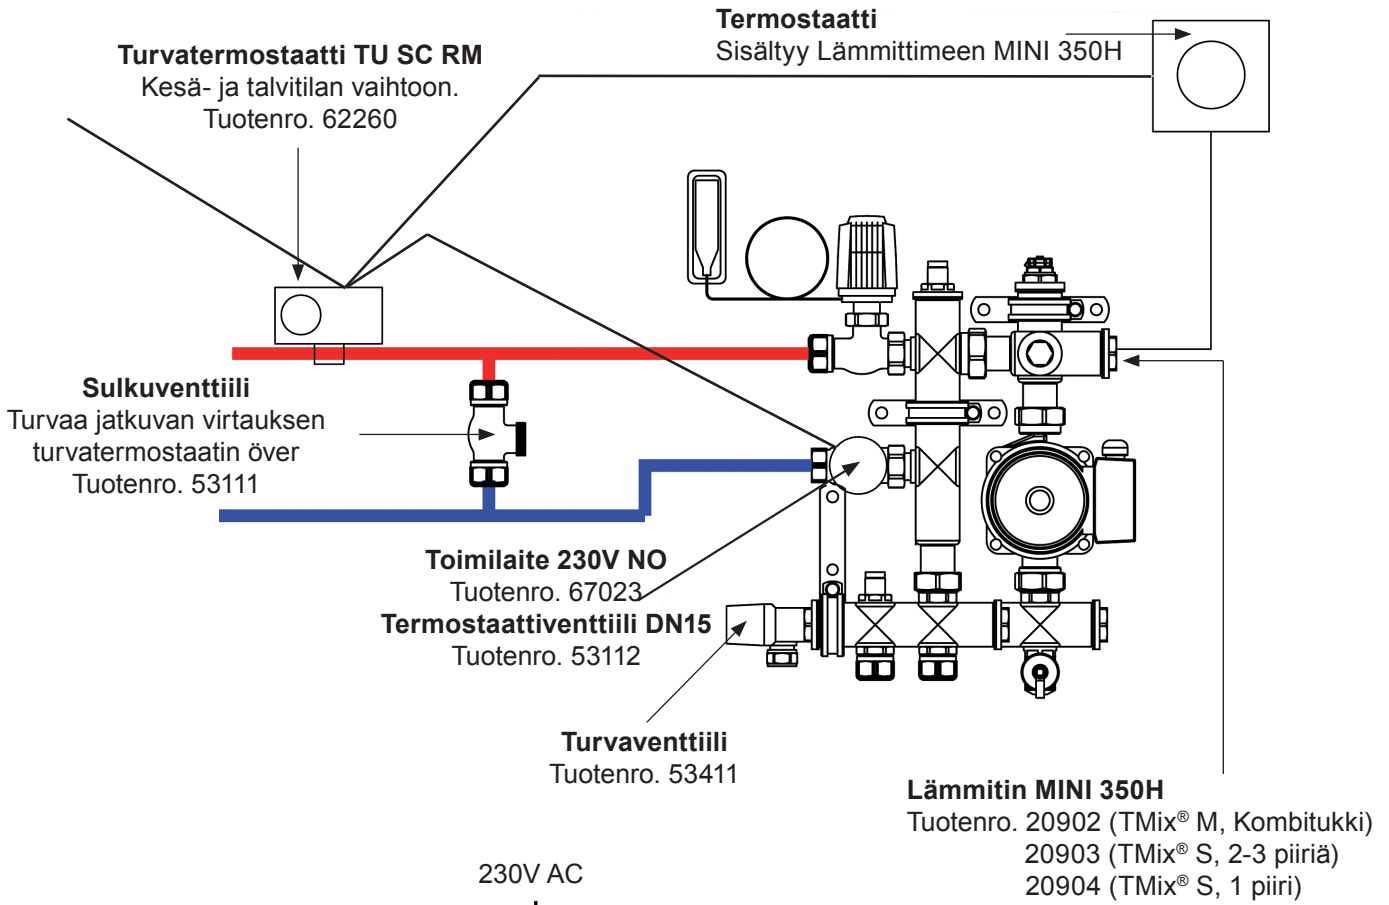 Termostaatti
Sisältyy Lämmittimeen MINI 350H
Turvatermostaatti TU SC RM
Kesä- ja talvitilan vaihtoon.
Tuotenro. 62260
Sulkuventtiili
Turvaa jatkuvan virtauksen
turvatermostaatin över
Tuotenro. 53111
Toimilaite 230V NO
Tuotenro. 67023
Termostaattiventtiili DN15
Tuotenro. 53112
Turvaventtiili
Tuotenro. 53411
Lämmitin MINI 350H
Tuotenro. 20902 (TMix® M, Kombitukki)
20903 (TMix® S, 2-3 piiriä)
20904 (TMix® S, 1 piiri)
230V AC